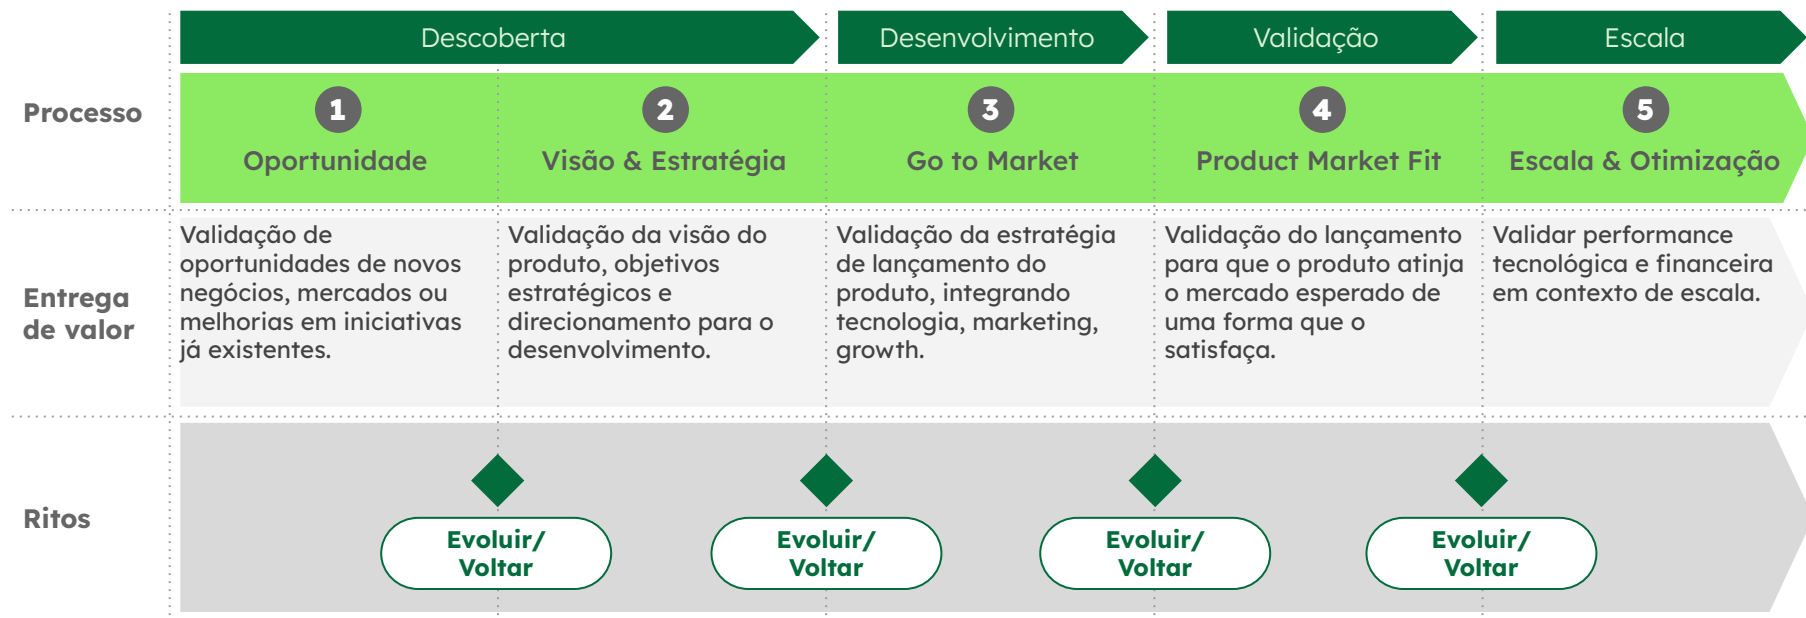 Descoberta
Desenvolvimento
Validação
Escala
Processo
1
Oportunidade
2
Visão & Estratégia
3
Go to Market
4
Product Market Fit
5
Escala & Otimização
Entrega
de valor
Validação de
oportunidades de novos
negócios, mercados ou
melhorias em iniciativas
já existentes.
Validação da visão do
produto, objetivos
estratégicos e
direcionamento para o
desenvolvimento.
Validação da estratégia
de lançamento do
produto, integrando
tecnologia, marketing,
growth.
Validação do lançamento
para que o produto atinja
o mercado esperado de
uma forma que o
satisfaça.
Validar performance
tecnológica e financeira
em contexto de escala.
Ritos
Evoluir/
Voltar
Evoluir/
Voltar
Evoluir/
Voltar
Evoluir/
Voltar